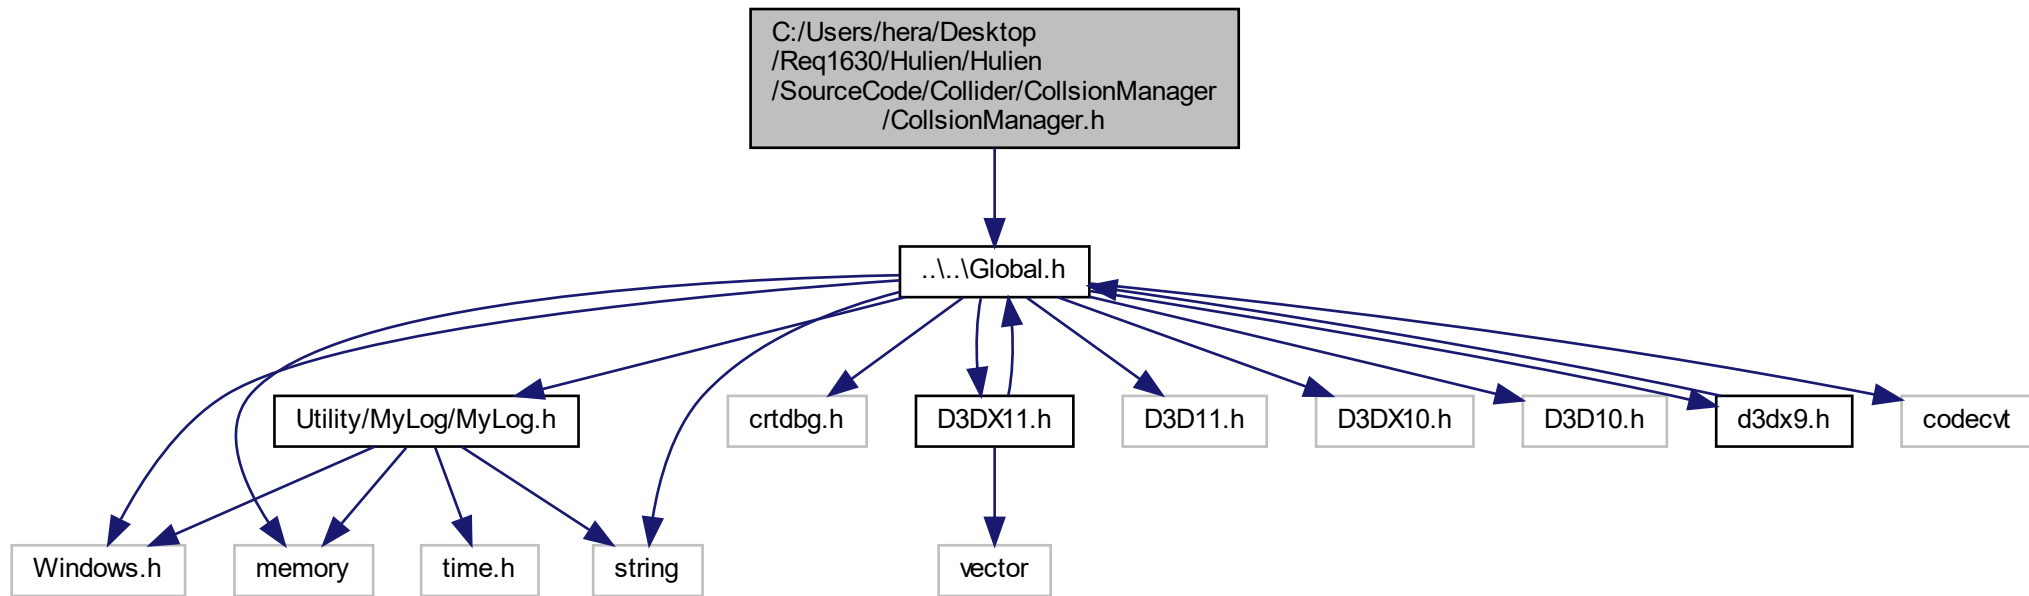 C:/Users/hera/Desktop
/Req1630/Hulien/Hulien
/SourceCode/Collider/CollsionManager
/CollsionManager.h
..\..\Global.h
Utility/MyLog/MyLog.h
crtdbg.h
D3DX11.h
D3D11.h
D3DX10.h
D3D10.h
d3dx9.h
codecvt
Windows.h
memory
time.h
string
vector